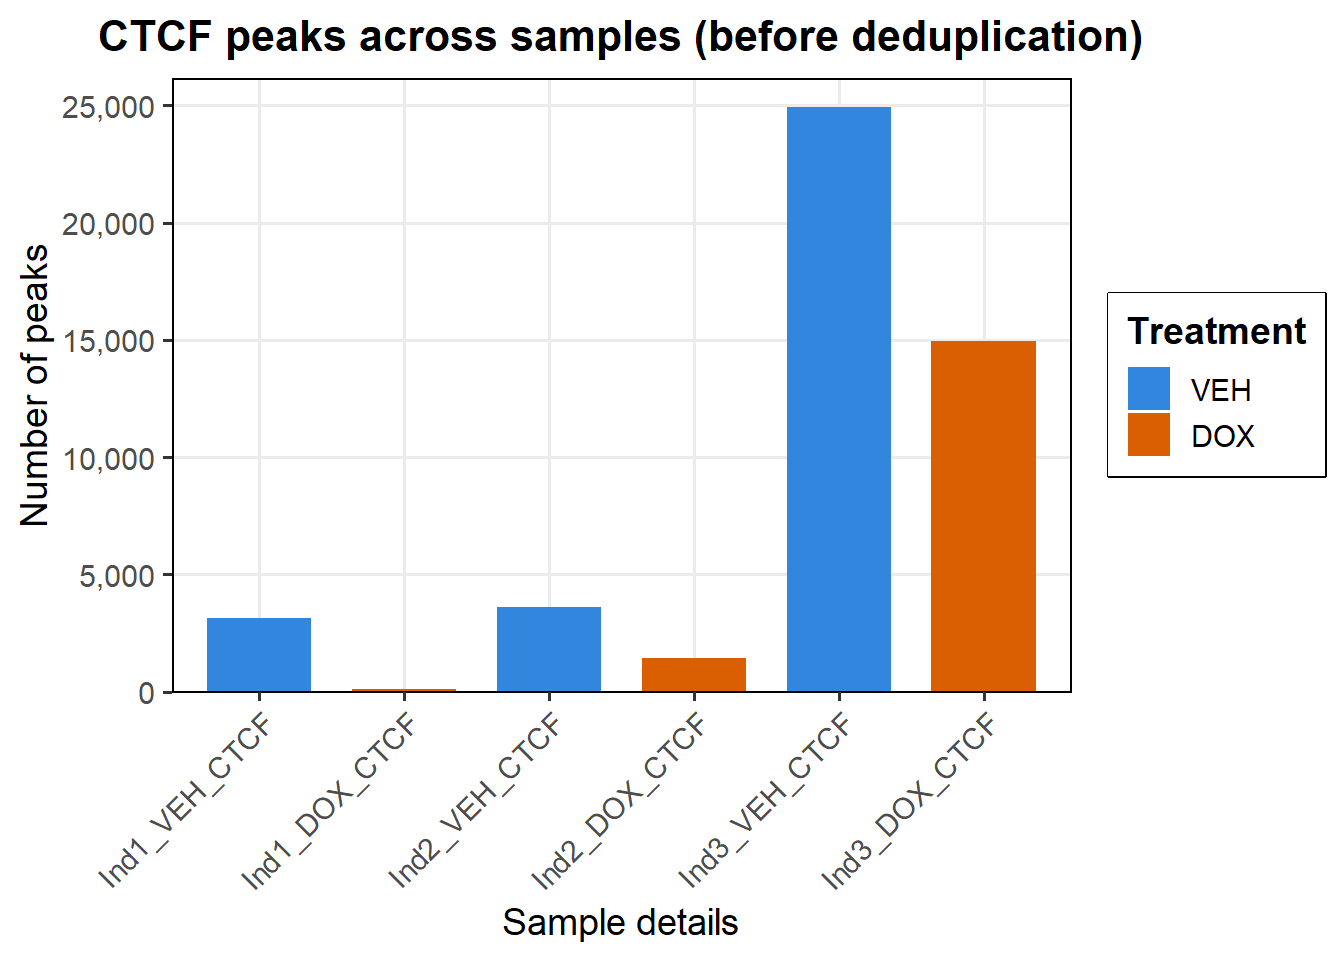 CTCF peaks across samples (before deduplication)
Number of peaks
25,000
20,000
15,000
10,000
5,000
0
Ind1_VEH_CTCF
Ind1_DOX_CTCF
Ind2_VEH_CTCF
Ind2_DOX_CTCF
Ind3_VEH_CTCF
Ind3_DOX_CTCF
Sample details
Treatment
VEH
DOX